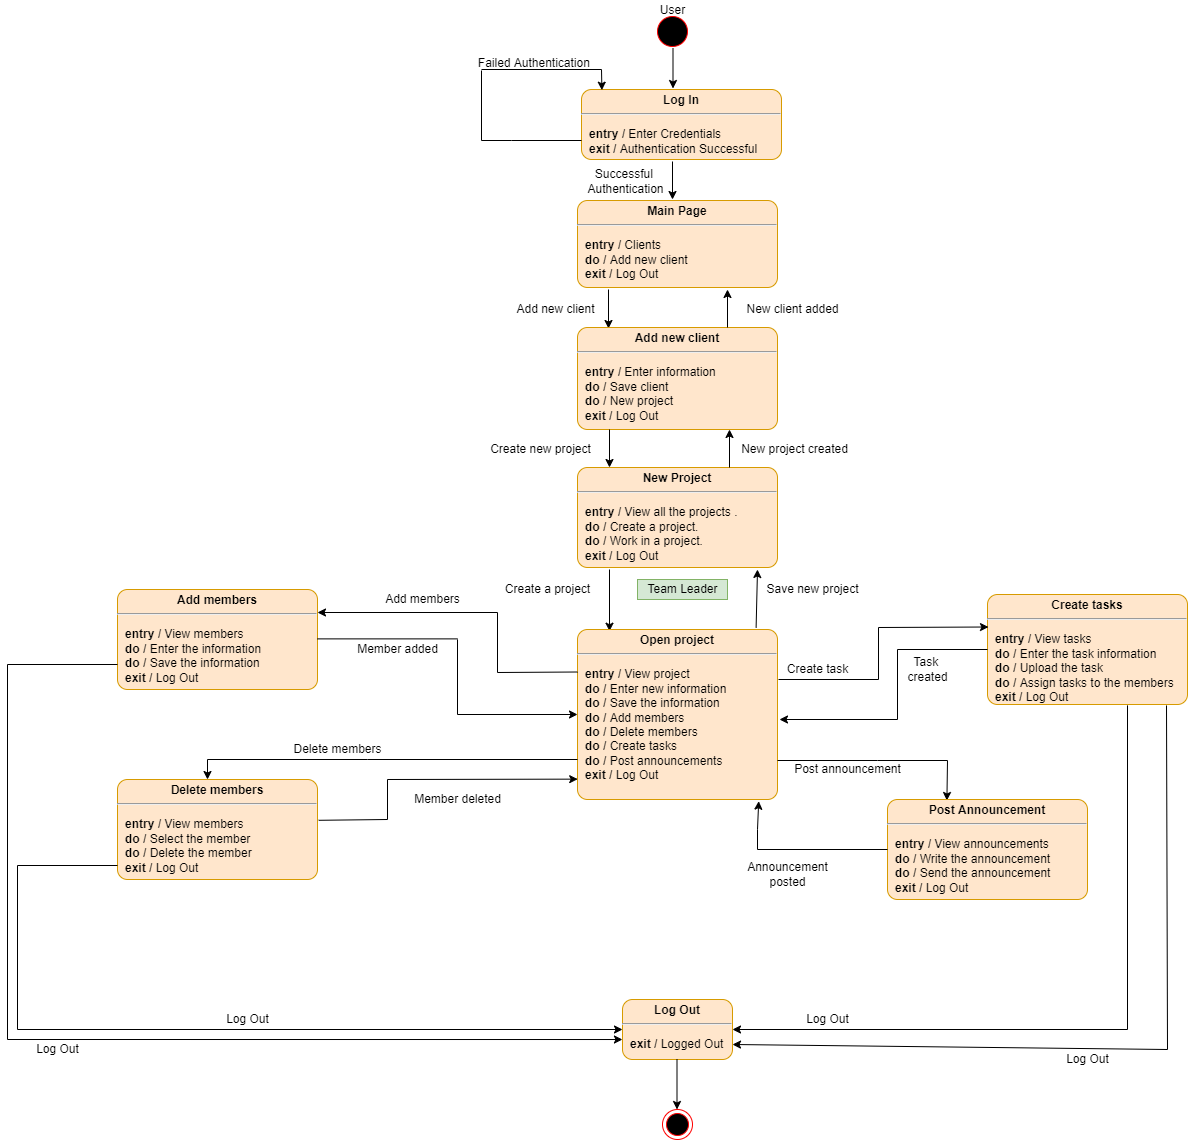 User
Failed Authentication
Log In
entry / Enter Credentials
exit / Authentication Successful
Successful
Authentication
Main Page
entry / Clients
do / Add new client
exit / Log Out
Add new client
New client added
Add new client
entry / Enter information
do / Save client
do / New project
exit / Log Out
Create new project
New project created
New Project
entry / View all the projects .
do / Create a project.
do / Work in a project.
exit / Log Out
Create a project
Team Leader
Save new project
Add members
entry / View members
do / Enter the information
do / Save the information
exit / Log Out
Add members
Member added
Open project
entry / View project
do / Enter new information
do / Save the information
do / Add members
do / Delete members
do / Create tasks
do / Post announcements
exit / Log Out
Create task
Task
created
Create tasks
entry / View tasks
do / Enter the task information
do / Upload the task
do / Assign tasks to the members
exit / Log Out
Delete members
Member deleted
Delete members
entry / View members
do / Select the member
do / Delete the member
exit / Log Out
Post announcement
Announcement
posted
Post Announcement
entry / View announcements
do / Write the announcement
do / Send the announcement
exit / Log Out
Log Out
Log Out
Log Out
exit / Logged Out
Log Out
Log Out